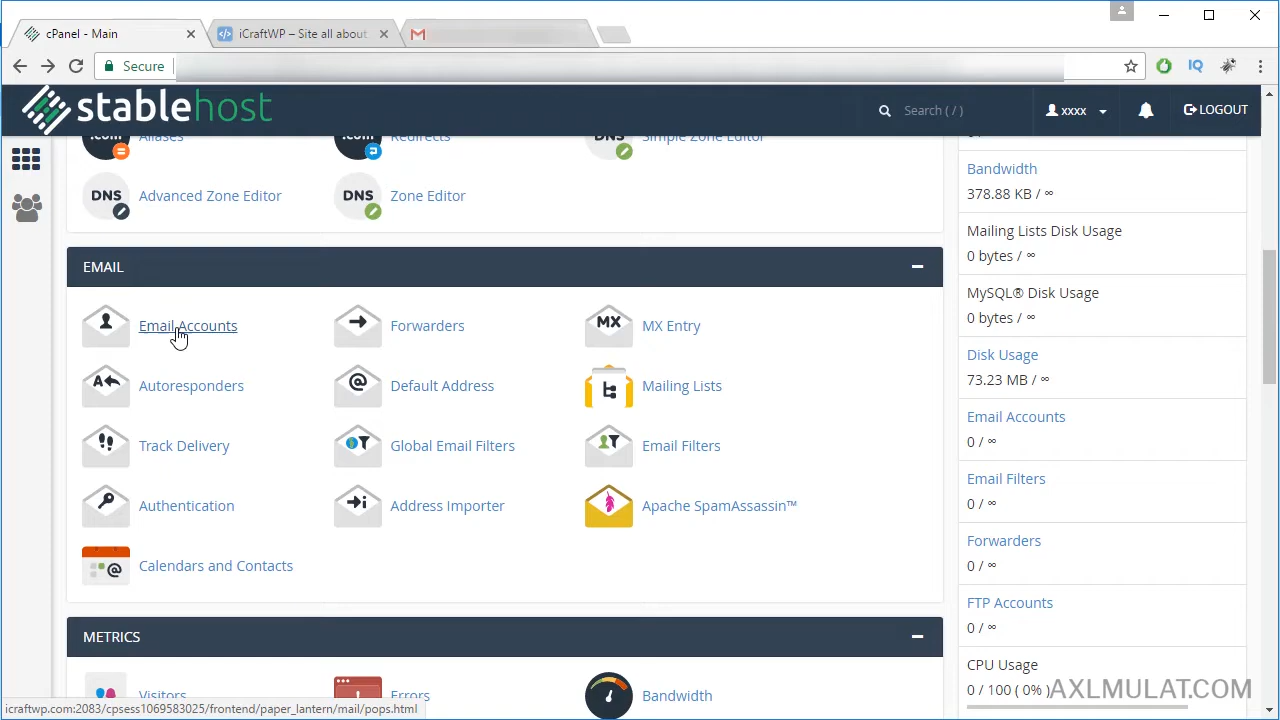 cPanel - Main
iCraftWP – Site all about
Secure
stablehost
Search ( / )
xxxx
LOGOUT
Aliases
Redirects
Simple Zone Editor
DNS
Advanced Zone Editor
DNS
Zone Editor
EMAIL
Email Accounts
Forwarders
MX
MX Entry
Autoresponders
Default Address
Mailing Lists
Track Delivery
Global Email Filters
Email Filters
Authentication
Address Importer
Apache SpamAssassin™
Calendars and Contacts
METRICS
Visitors
Errors
Bandwidth
Bandwidth
378.88 KB / ∞
Mailing Lists Disk Usage
0 bytes / ∞
MySQL® Disk Usage
0 bytes / ∞
Disk Usage
73.23 MB / ∞
Email Accounts
0 / ∞
Email Filters
0 / ∞
Forwarders
0 / ∞
FTP Accounts
0 / ∞
CPU Usage
0 / 100 ( 0% )
AXLMULAT.COM
icraftwp.com:2083/cpsess1069583025/frontend/paper_lantern/mail/pops.html